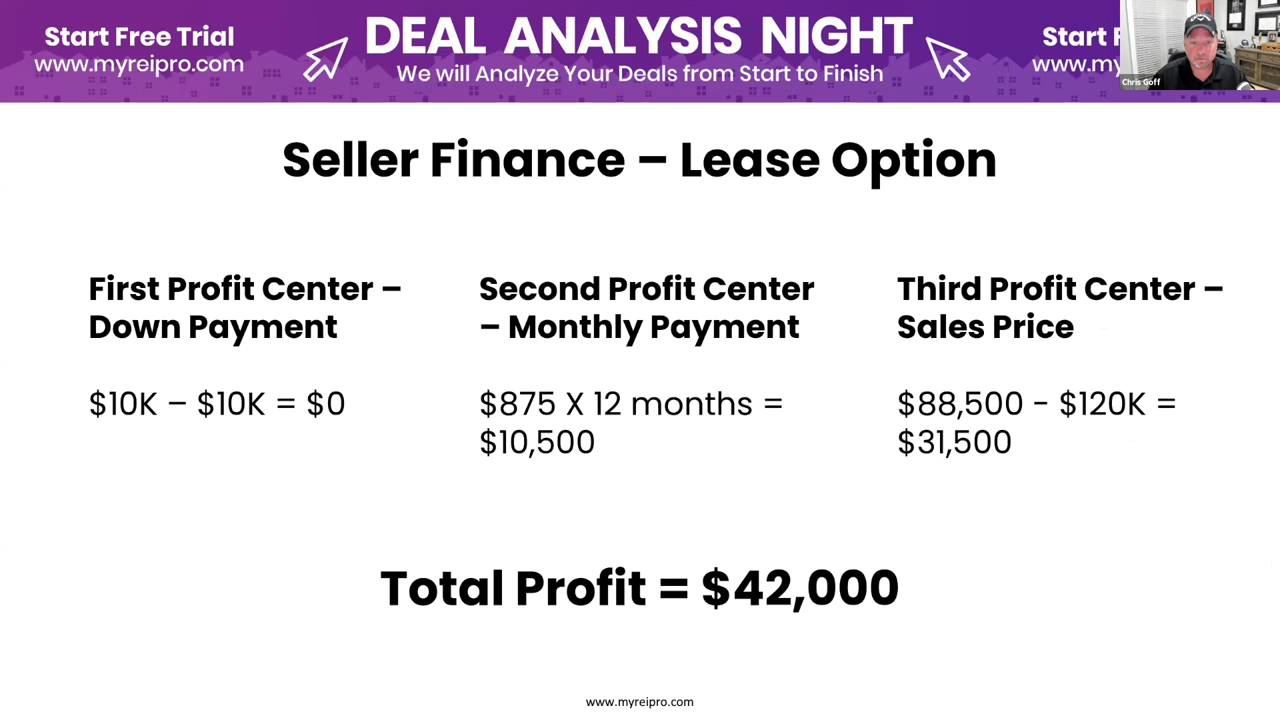 Start Free Trial
www.myreipro.com
DEAL ANALYSIS NIGHT
We will Analyze Your Deals from Start to Finish
Start
www.my
Chris Goff
Seller Finance – Lease Option
First Profit Center –
Down Payment
$10K – $10K = $0
Second Profit Center
– Monthly Payment
$875 X 12 months =
$10,500
Third Profit Center –
Sales Price
$88,500 - $120K =
$31,500
Total Profit = $42,000
www.myreipro.com